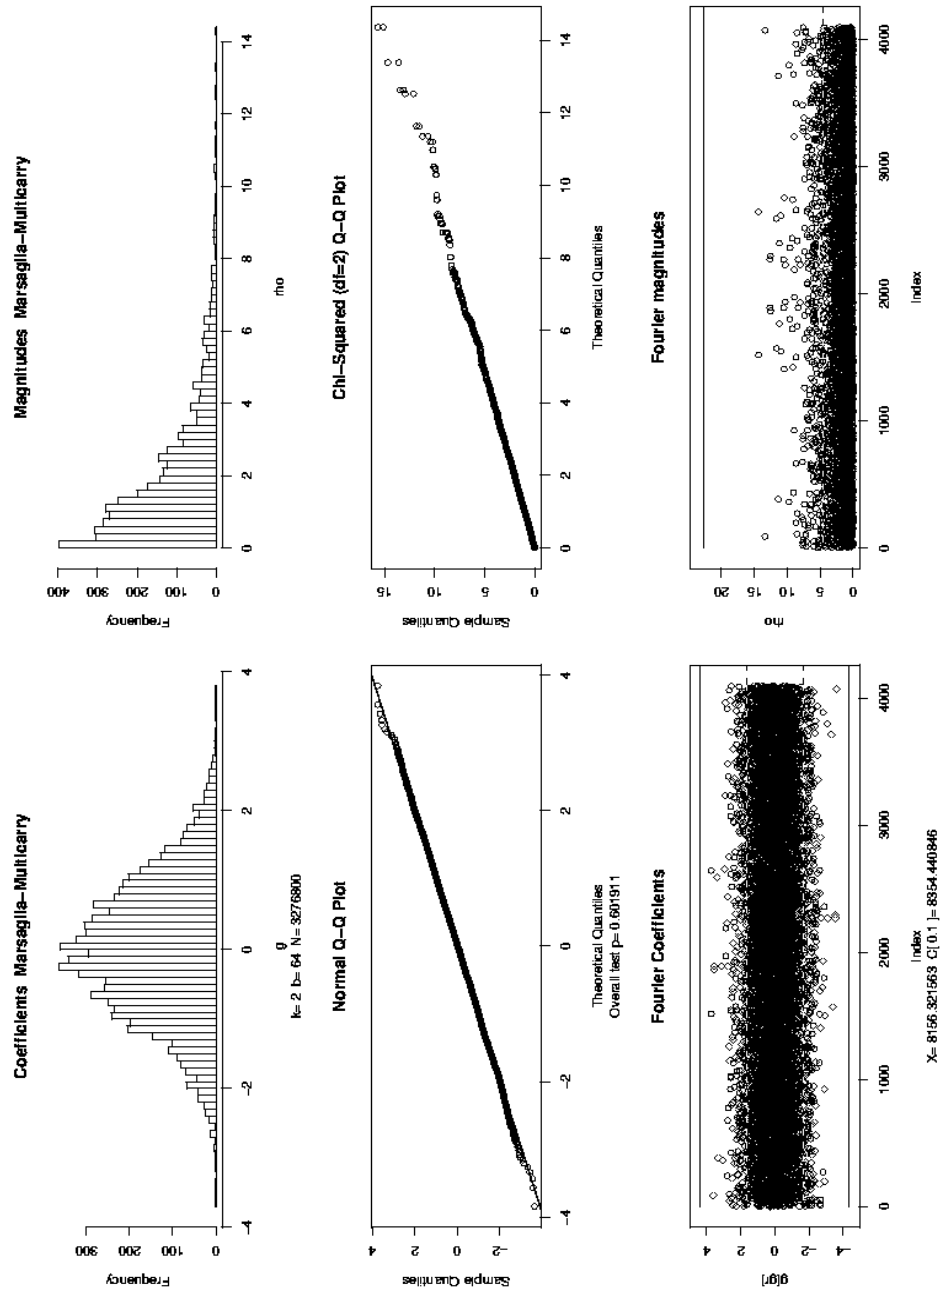 Coefficients Marsaglia−Multicarry
Frequency
300
100
0
−4 −2 0 2 4
g
k= 2 b= 64 N= 3276800
Magnitudes Marsaglia−Multicarry
Frequency
400
300
200
100
0
0 2 4 6 8 10 12 14
rho
Normal Q−Q Plot
Sample Quantiles
4
2
0
−2
−4 −2 0 2 4
Theoretical Quantiles
Overall test p= 0.601911
Chi−Squared (df=2) Q−Q Plot
Sample Quantiles
15
10
5
0
0 2 4 6 8 10 12 14
Theoretical Quantiles
Fourier Coefficients
g[gr]
4
2
0
−2
−4
0 1000 2000 3000 4000
Index
X= 8156.321563 C[ 0.1 ]= 8354.440846
Fourier magnitudes
rho
20
15
10
5
0
0 1000 2000 3000 4000
Index